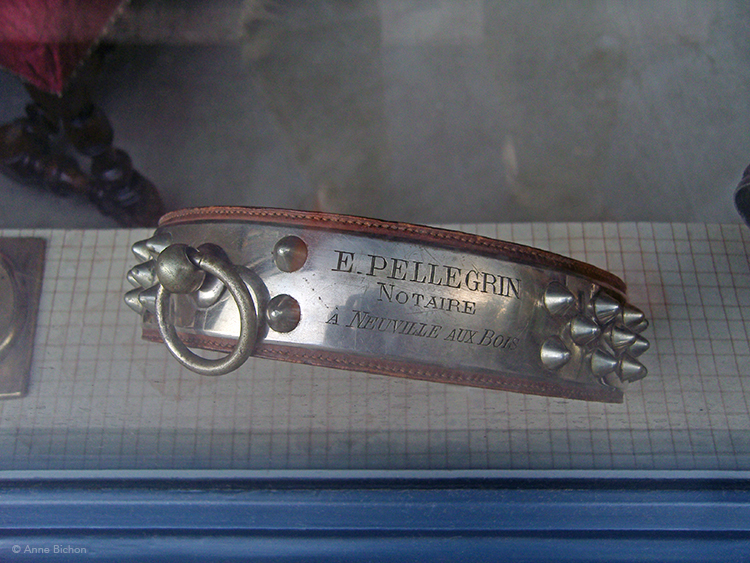 E. PELLEGRIN
NOTAIRE
À NEUVILLE AUX BOIS
© Anne Bichon